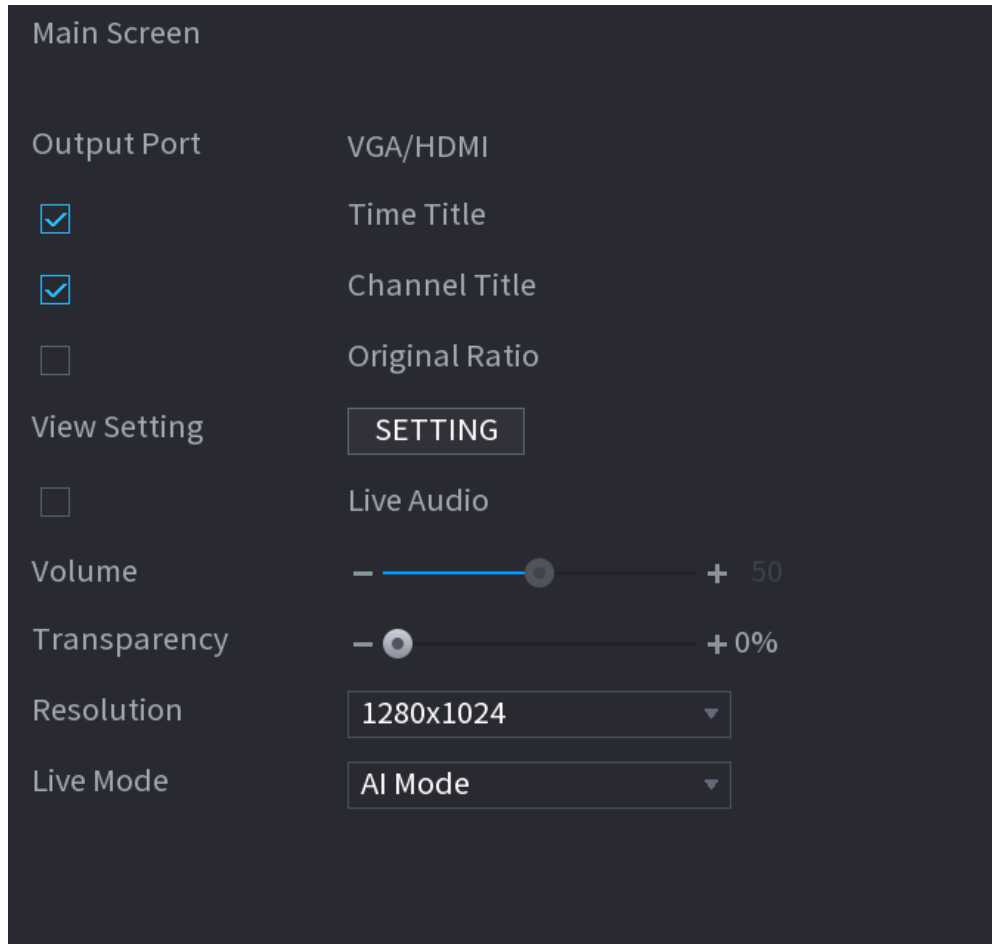 Main Screen
Output Port VGA/HDMI
Time Title
Channel Title
Original Ratio
View Setting SETTING
Live Audio
Volume 50
Transparency 0%
Resolution 1280x1024
Live Mode AI Mode